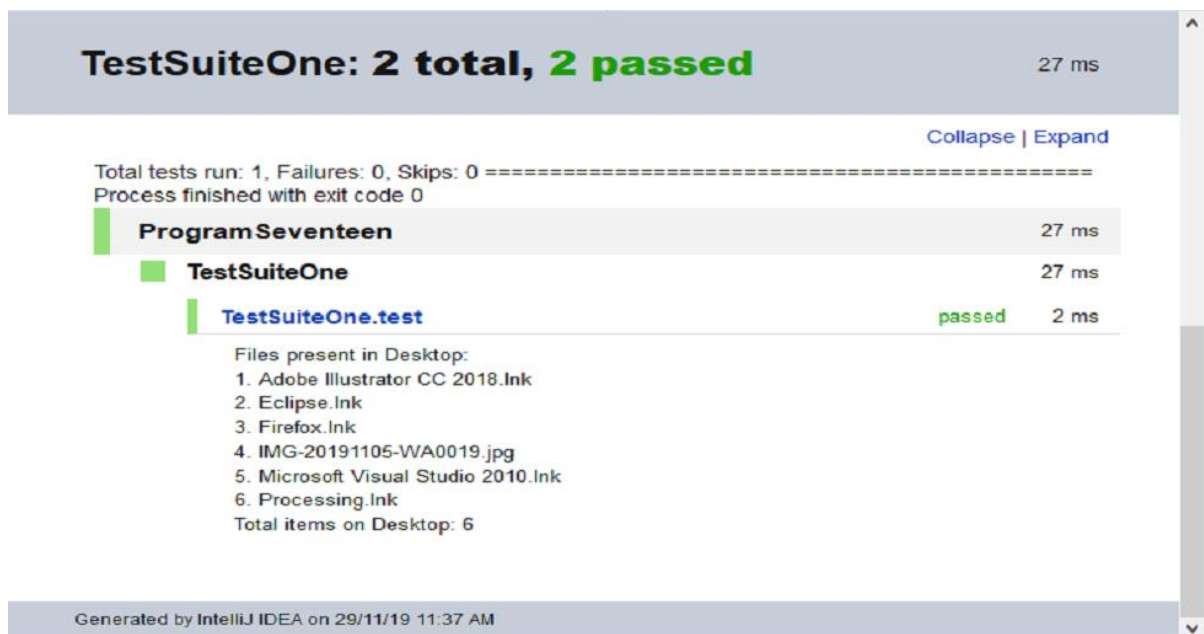 TestSuiteOne: 2 total, 2 passed 27 ms
Collapse | Expand
Total tests run: 1, Failures: 0, Skips: 0 ===============================================
Process finished with exit code 0
ProgramSeventeen 27 ms
TestSuiteOne 27 ms
TestSuiteOne.test passed 2 ms
Files present in Desktop:
1. Adobe Illustrator CC 2018.lnk
2. Eclipse.lnk
3. Firefox.lnk
4. IMG-20191105-WA0019.jpg
5. Microsoft Visual Studio 2010.lnk
6. Processing.lnk
Total items on Desktop: 6
Generated by IntelliJ IDEA on 29/11/19 11:37 AM